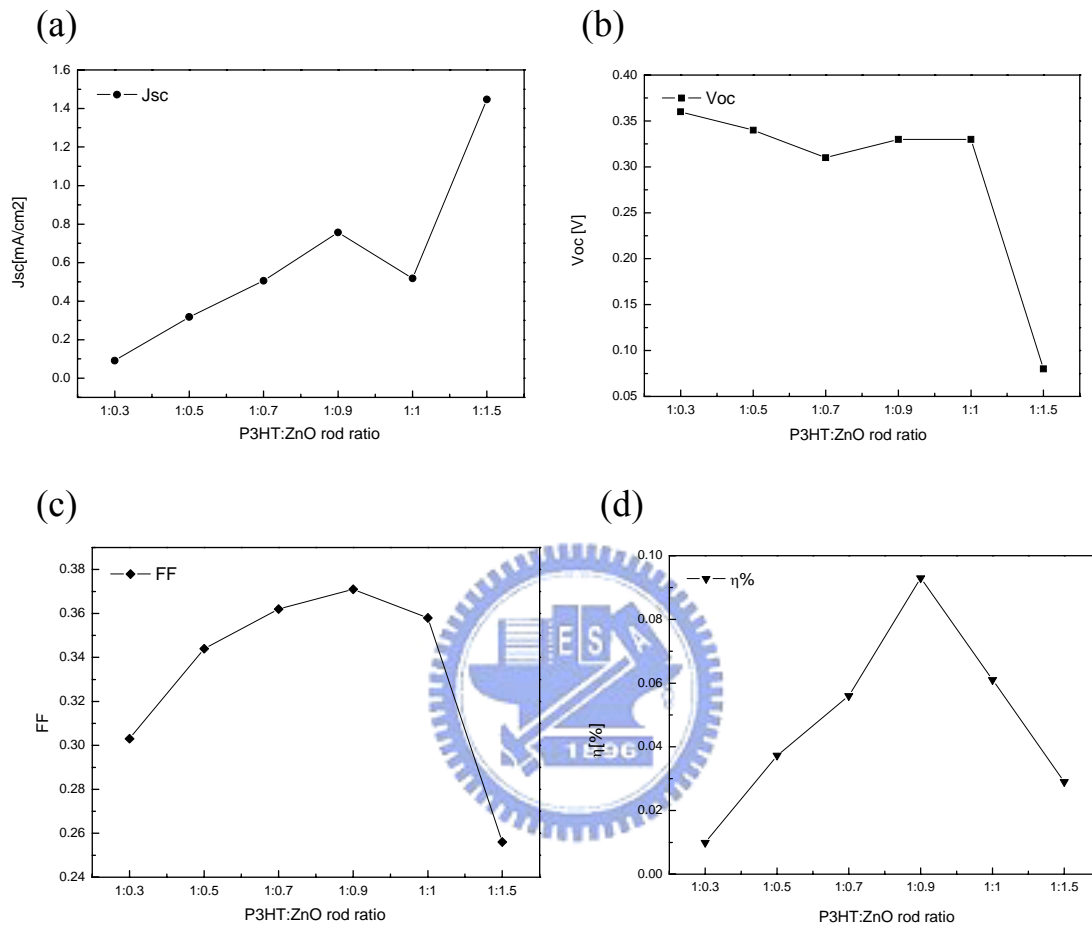 (a)
(b)
1.6
1.4
1.2
1.0
0.8
0.6
0.4
0.2
0.0
Jsc
Jsc[mA/cm2]
1:0.3 1:0.5 1:0.7 1:0.9 1:1 1:1.5
P3HT:ZnO rod ratio
0.40
0.35
0.30
0.25
0.20
0.15
0.10
0.05
Voc
Voc [V]
1:0.3 1:0.5 1:0.7 1:0.9 1:1 1:1.5
P3HT:ZnO rod ratio
(c)
(d)
0.38
0.36
0.34
0.32
0.30
0.28
0.26
0.24
FF
FF
1:0.3 1:0.5 1:0.7 1:0.9 1:1 1:1.5
P3HT:ZnO rod ratio
0.10
0.08
0.06
0.04
0.02
0.00
η%
η[%]
1:0.3 1:0.5 1:0.7 1:0.9 1:1 1:1.5
P3HT:ZnO rod ratio
E S A
1896